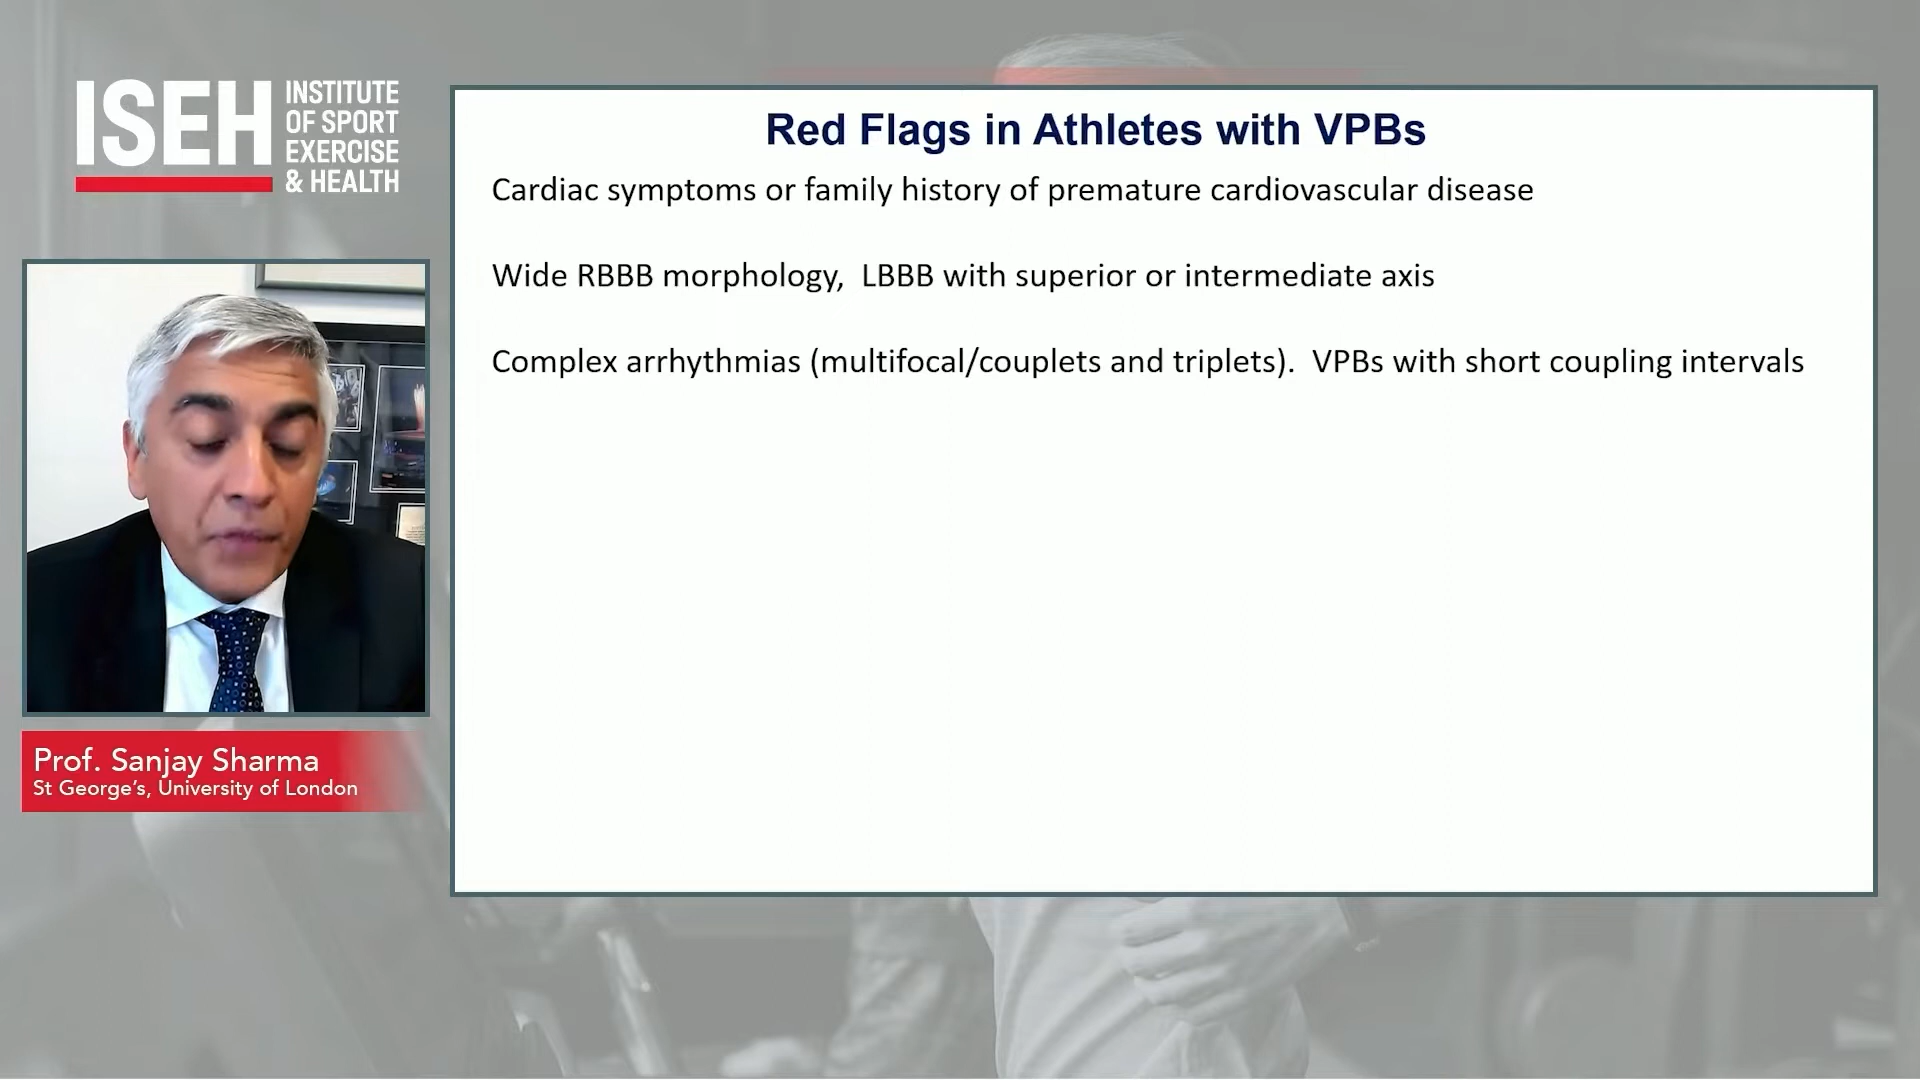 ISEH
INSTITUTE
OF SPORT
EXERCISE
& HEALTH
Red Flags in Athletes with VPBs
Cardiac symptoms or family history of premature cardiovascular disease
Wide RBBB morphology, LBBB with superior or intermediate axis
Complex arrhythmias (multifocal/couplets and triplets). VPBs with short coupling intervals
Prof. Sanjay Sharma
St George's, University of London